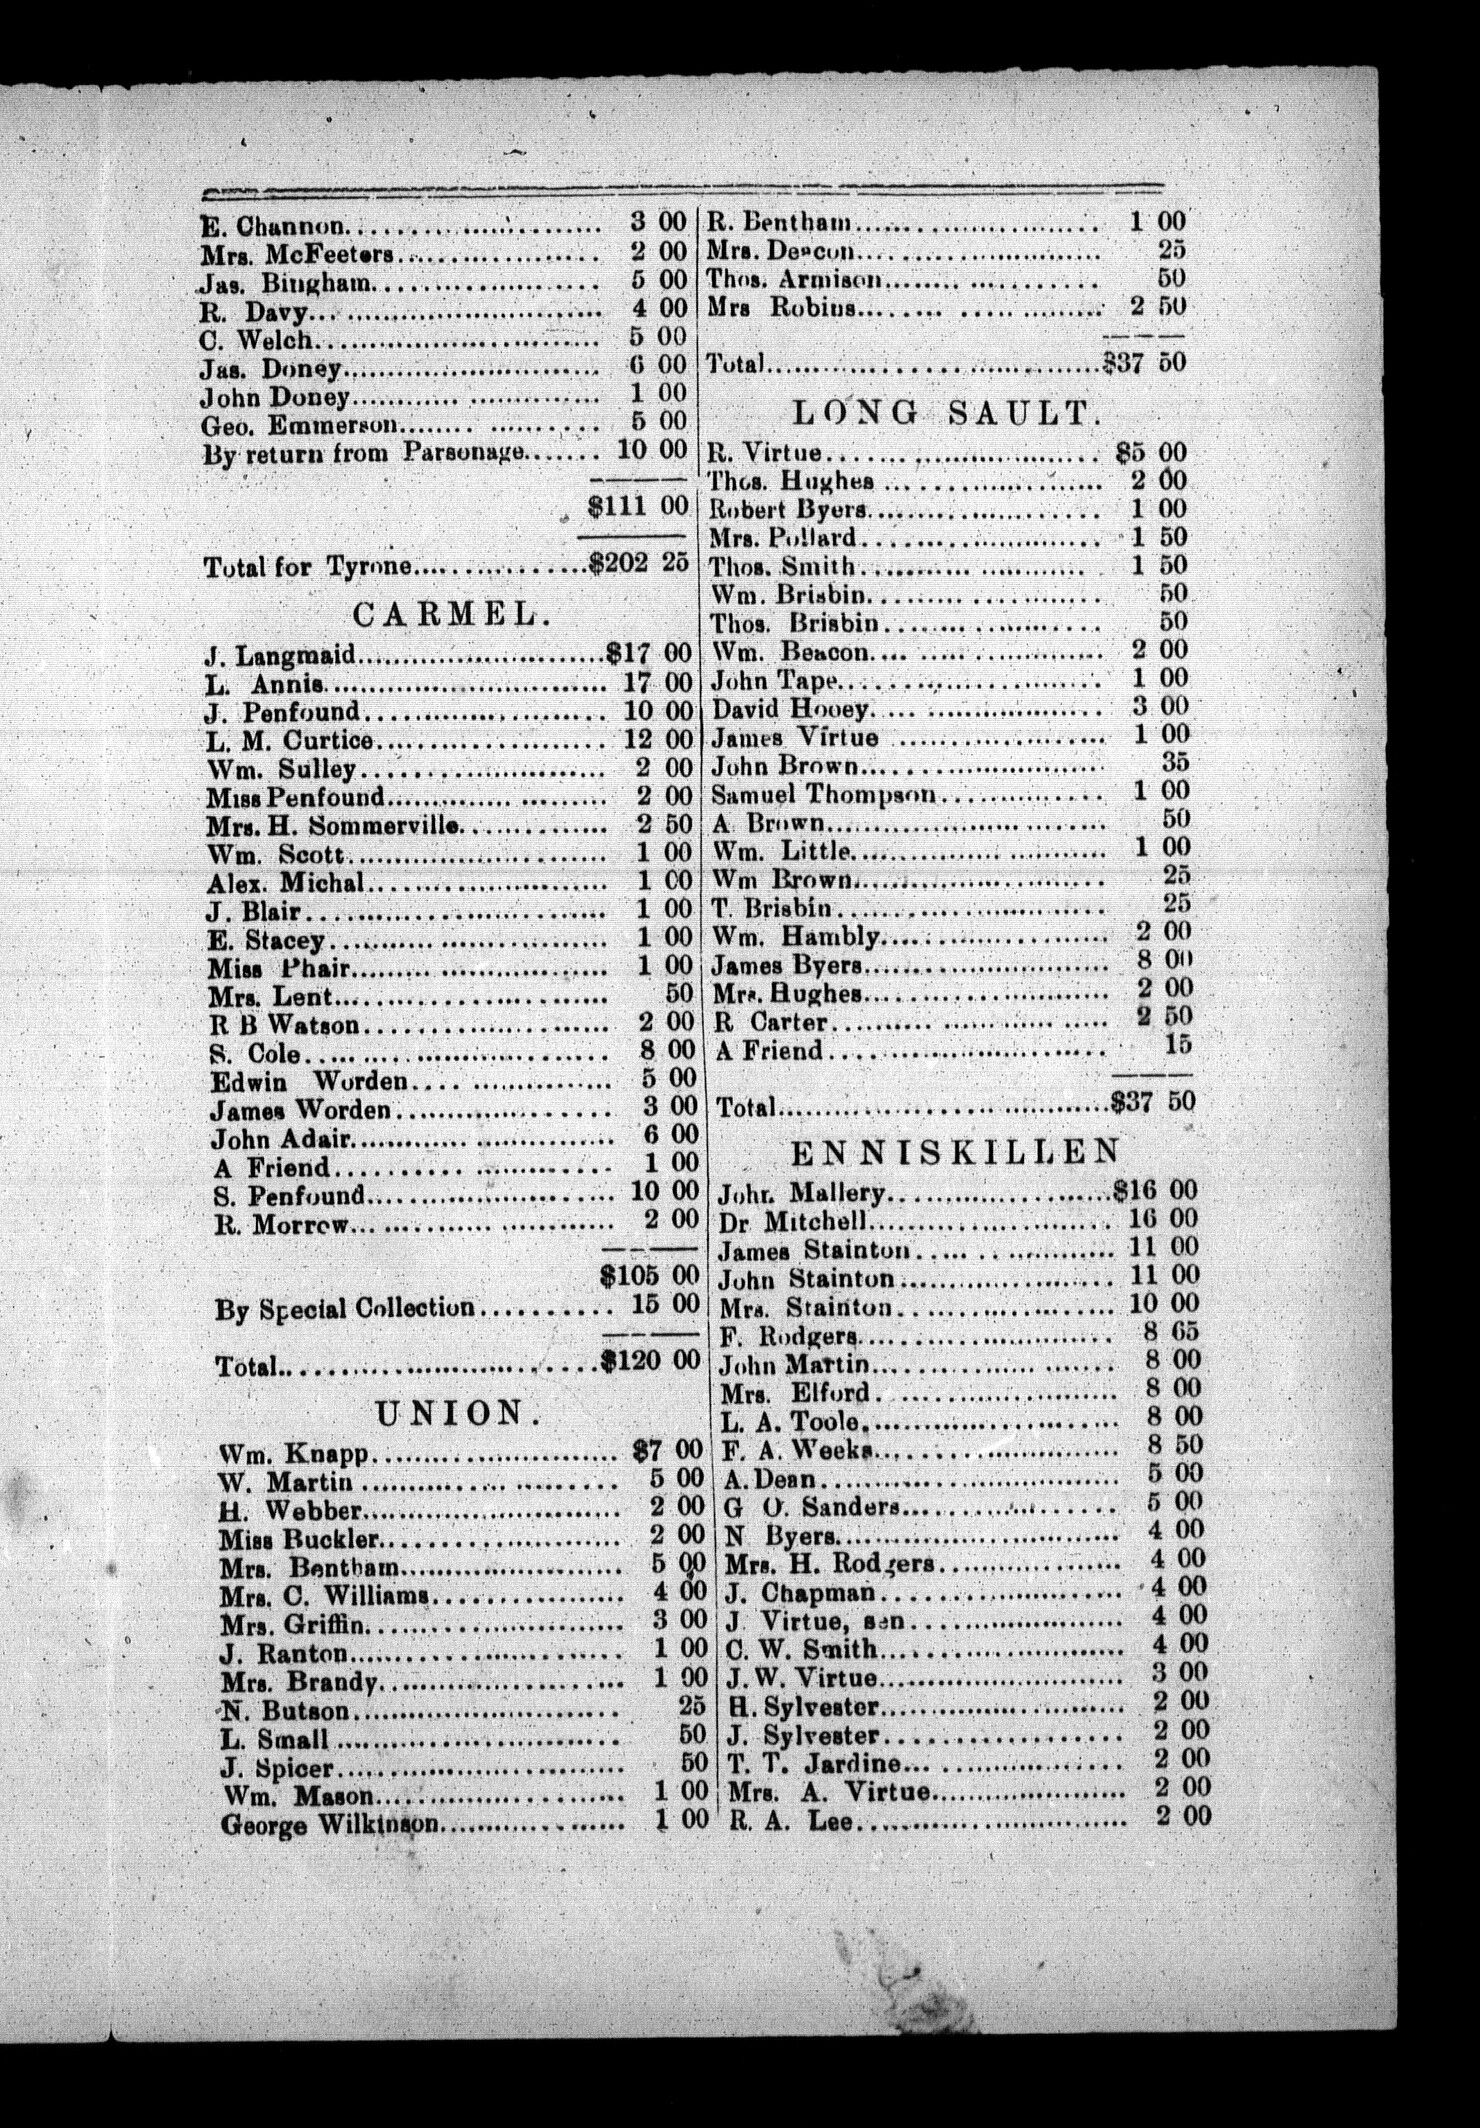 E. Channon........................ 3 00
Mrs. McFeeters.................. 2 00
Jas. Bingham.................... 5 00
R. Davy............................ 4 00
C. Welch.......................... 5 00
Jas. Doney........................ 6 00
John Doney...................... 1 00
Geo. Emmerson................. 5 00
By return from Parsonage....... 10 00
$111 00
Total for Tyrone................$202 25
CARMEL.
J. Langmaid..........................$17 00
L. Annis............................. 17 00
J. Penfound........................ 10 00
L. M. Curtice...................... 12 00
Wm. Sulley........................ 2 00
Miss Penfound.................... 2 00
Mrs. H. Sommerville............. 2 50
Wm. Scott......................... 1 00
Alex. Michal....................... 1 00
J. Blair............................. 1 00
E. Stacey.......................... 1 00
Miss Phair........................ 1 00
Mrs. Lent......................... 50
R B Watson....................... 2 00
S. Cole............................ 8 00
Edwin Worden................... 5 00
James Worden.................... 3 00
John Adair........................ 6 00
A Friend.......................... 1 00
S. Penfound...................... 10 00
R. Morrow........................ 2 00
$105 00
By Special Collection.......... 15 00
Total................................$120 00
UNION.
Wm. Knapp........................ $7 00
W. Martin ........................ 5 00
H. Webber......................... 2 00
Miss Buckler...................... 2 00
Mrs. Bentham..................... 5 00
Mrs. C. Williams................. 4 00
Mrs. Griffin....................... 3 00
J. Ranton.......................... 1 00
Mrs. Brandy....................... 1 00
N. Butson.......................... 25
L. Small ........................... 50
J. Spicer........................... 50
Wm. Mason........................ 1 00
George Wilkinson................. 1 00
R. Bentham........................ 1 00
Mrs. Deacon....................... 25
Thos. Armison.................... 50
Mrs Robins........................ 2 50
Total.................................$37 50
LONG SAULT.
R. Virtue........................... $5 00
Thos. Hughes ..................... 2 00
Robert Byers...................... 1 00
Mrs. Pollard....................... 1 50
Thos. Smith....................... 1 50
Wm. Brisbin....................... 50
Thos. Brisbin...................... 50
Wm. Beacon....................... 2 00
John Tape.......................... 1 00
David Hooey...................... 3 00
James Virtue ..................... 1 00
John Brown........................ 35
Samuel Thompson............... 1 00
A Brown............................ 50
Wm. Little......................... 1 00
Wm Brown......................... 25
T. Brisbin.......................... 25
Wm. Hambly...................... 2 00
James Byers....................... 8 00
Mrs. Hughes....................... 2 00
R Carter........................... 2 50
A Friend........................... 15
Total.................................$37 50
ENNISKILLEN
John Mallery......................$16 00
Dr Mitchell........................ 16 00
James Stainton.................... 11 00
John Stainton..................... 11 00
Mrs. Stainton..................... 10 00
F. Rodgers......................... 8 65
John Martin....................... 8 00
Mrs. Elford........................ 8 00
L. A. Toole........................ 8 00
F. A. Weeks....................... 8 50
A. Dean............................ 5 00
G O. Sanders..................... 5 00
N Byers............................ 4 00
Mrs. H. Rodgers.................. 4 00
J. Chapman....................... 4 00
J Virtue, sen..................... 4 00
C. W. Smith....................... 4 00
J. W. Virtue....................... 3 00
H. Sylvester...................... 2 00
J. Sylvester....................... 2 00
T. T. Jardine..................... 2 00
Mrs. A. Virtue................... 2 00
R. A. Lee.......................... 2 00